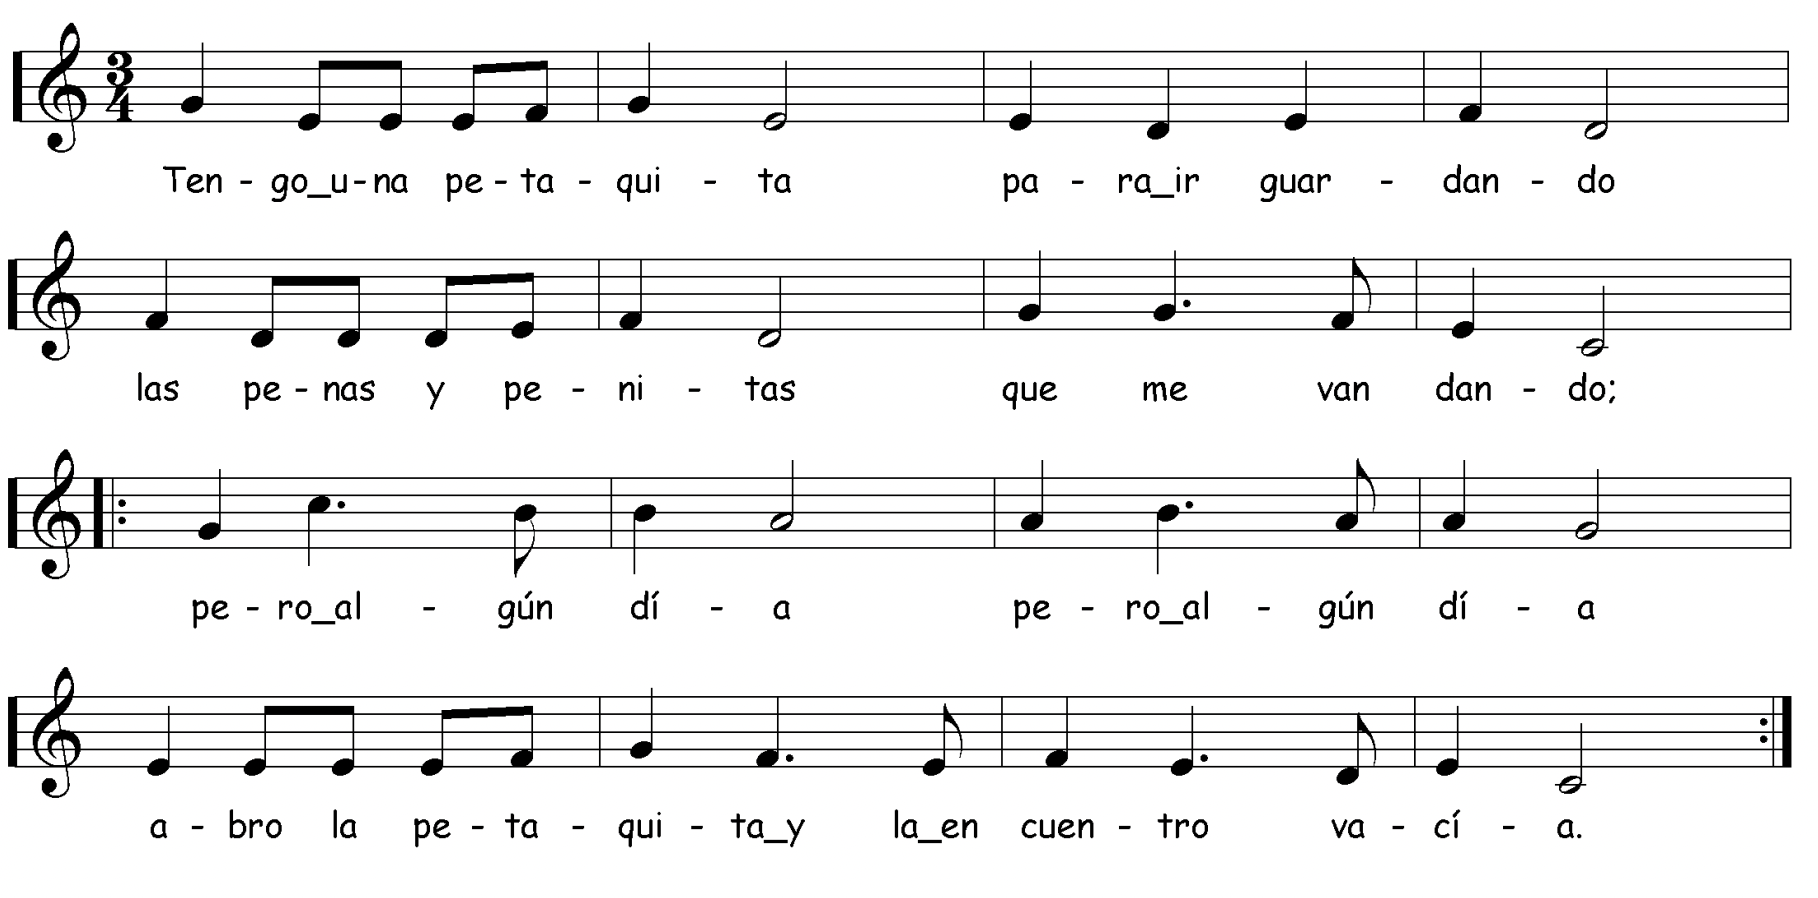 3
4
Ten - go_u-na pe - ta - qui - ta pa - ra_ir guar - dan - do
las pe - nas y pe - ni - tas que me van dan - do;
pe - ro_al - gún dí - a pe - ro_al - gún dí - a
a - bro la pe - ta - qui - ta_y la_en cuen - tro va - cí - a.